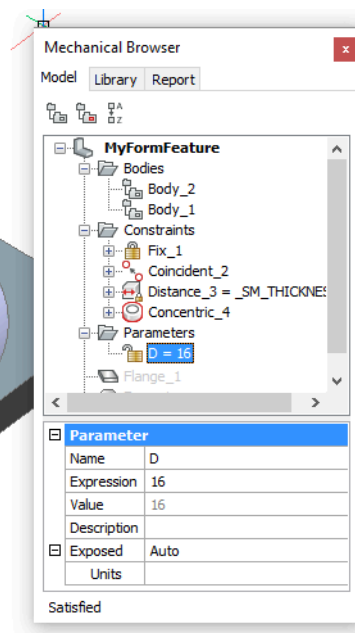 Mechanical Browser
x
Model Library Report
A
Z
MyFormFeature
Bodies
Body_2
Body_1
Constraints
Fix_1
Coincident_2
Distance_3 = _SM_THICKNES
Concentric_4
Parameters
D = 16
Flange_1
Parameter
Name D
Expression 16
Value 16
Description
Exposed Auto
Units
Satisfied